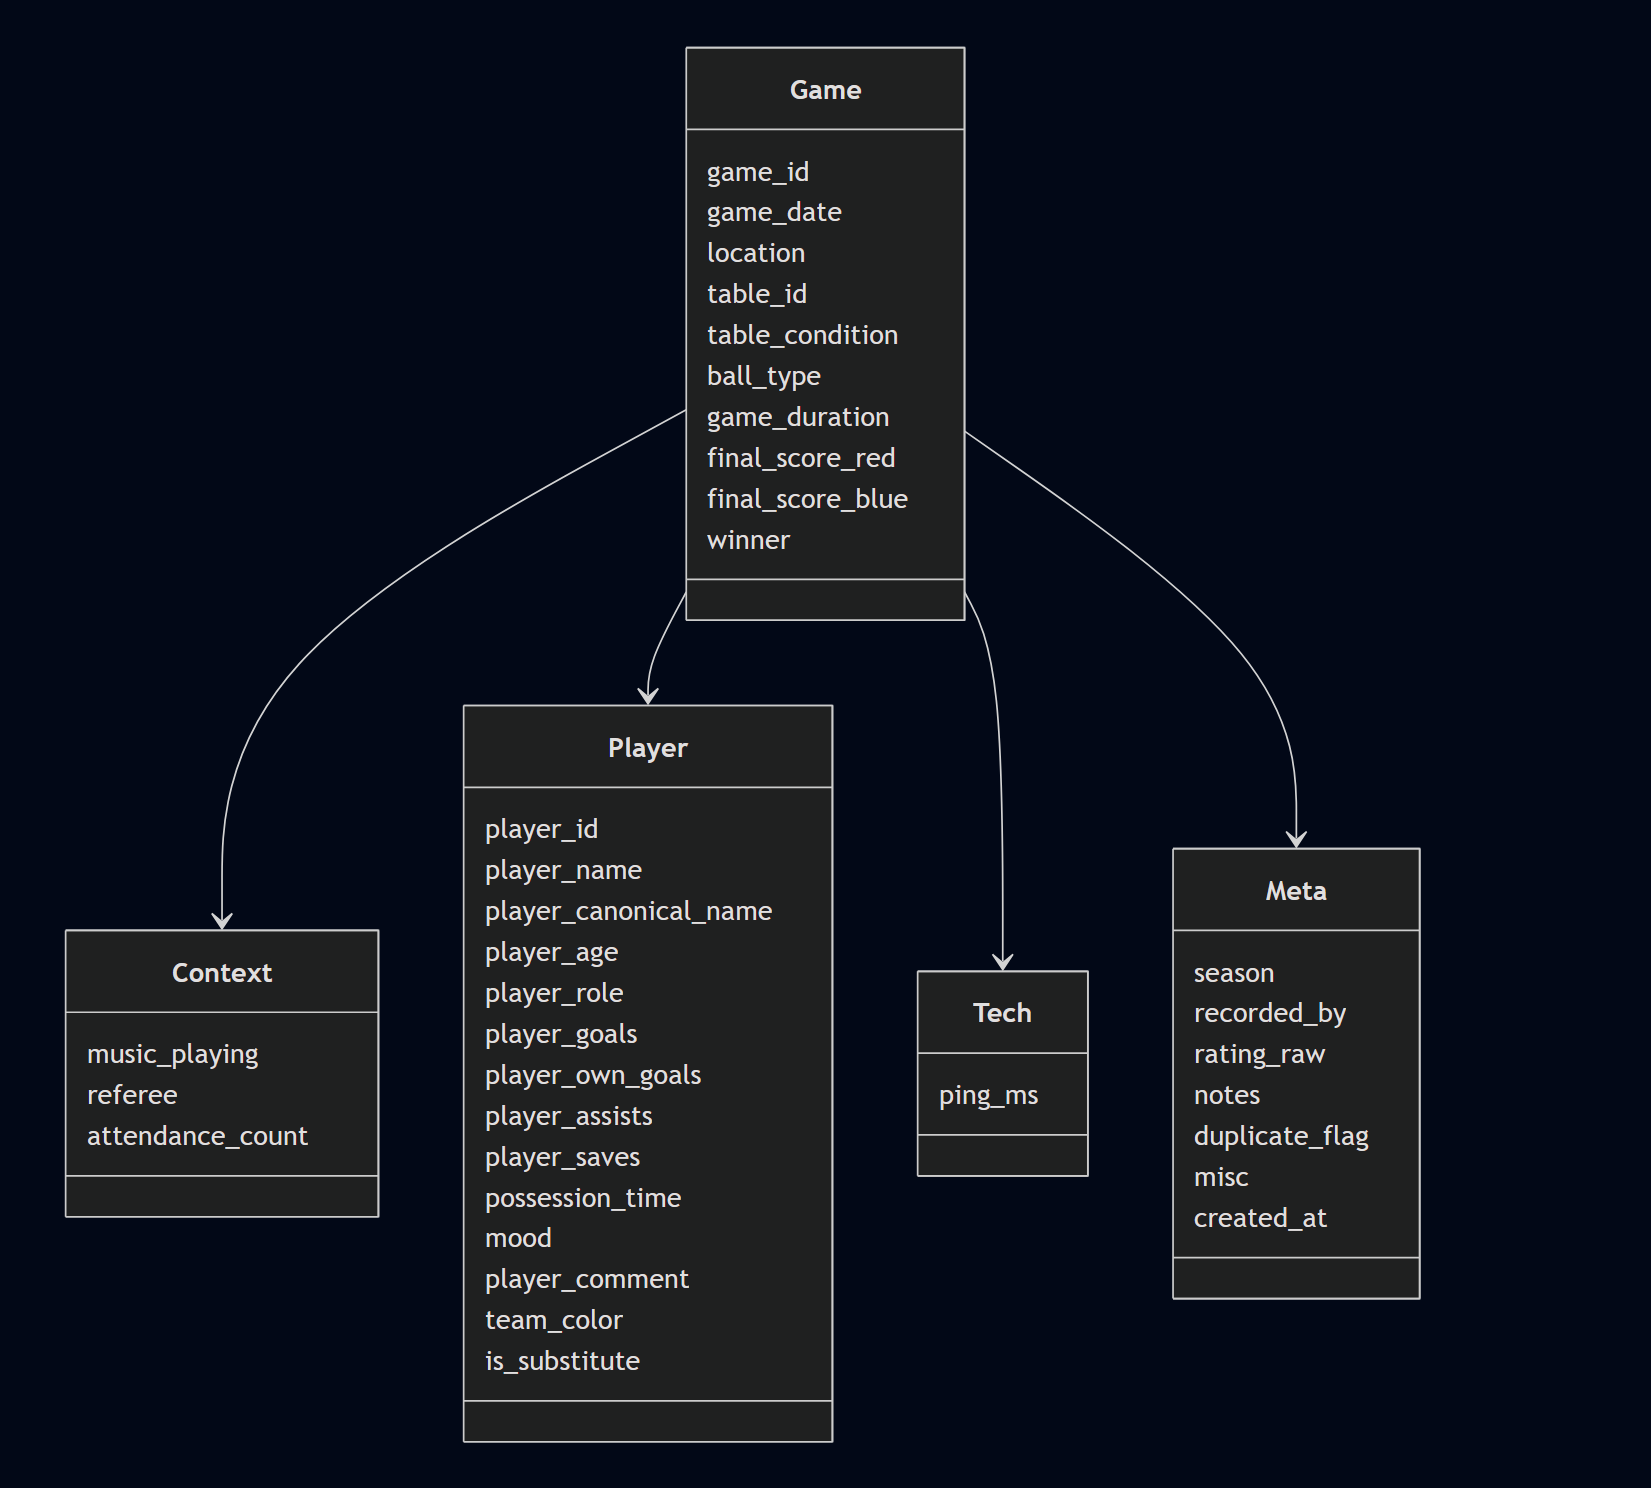 Game
game_id
game_date
location
table_id
table_condition
ball_type
game_duration
final_score_red
final_score_blue
winner
Context
music_playing
referee
attendance_count
Player
player_id
player_name
player_canonical_name
player_age
player_role
player_goals
player_own_goals
player_assists
player_saves
possession_time
mood
player_comment
team_color
is_substitute
Tech
ping_ms
Meta
season
recorded_by
rating_raw
notes
duplicate_flag
misc
created_at